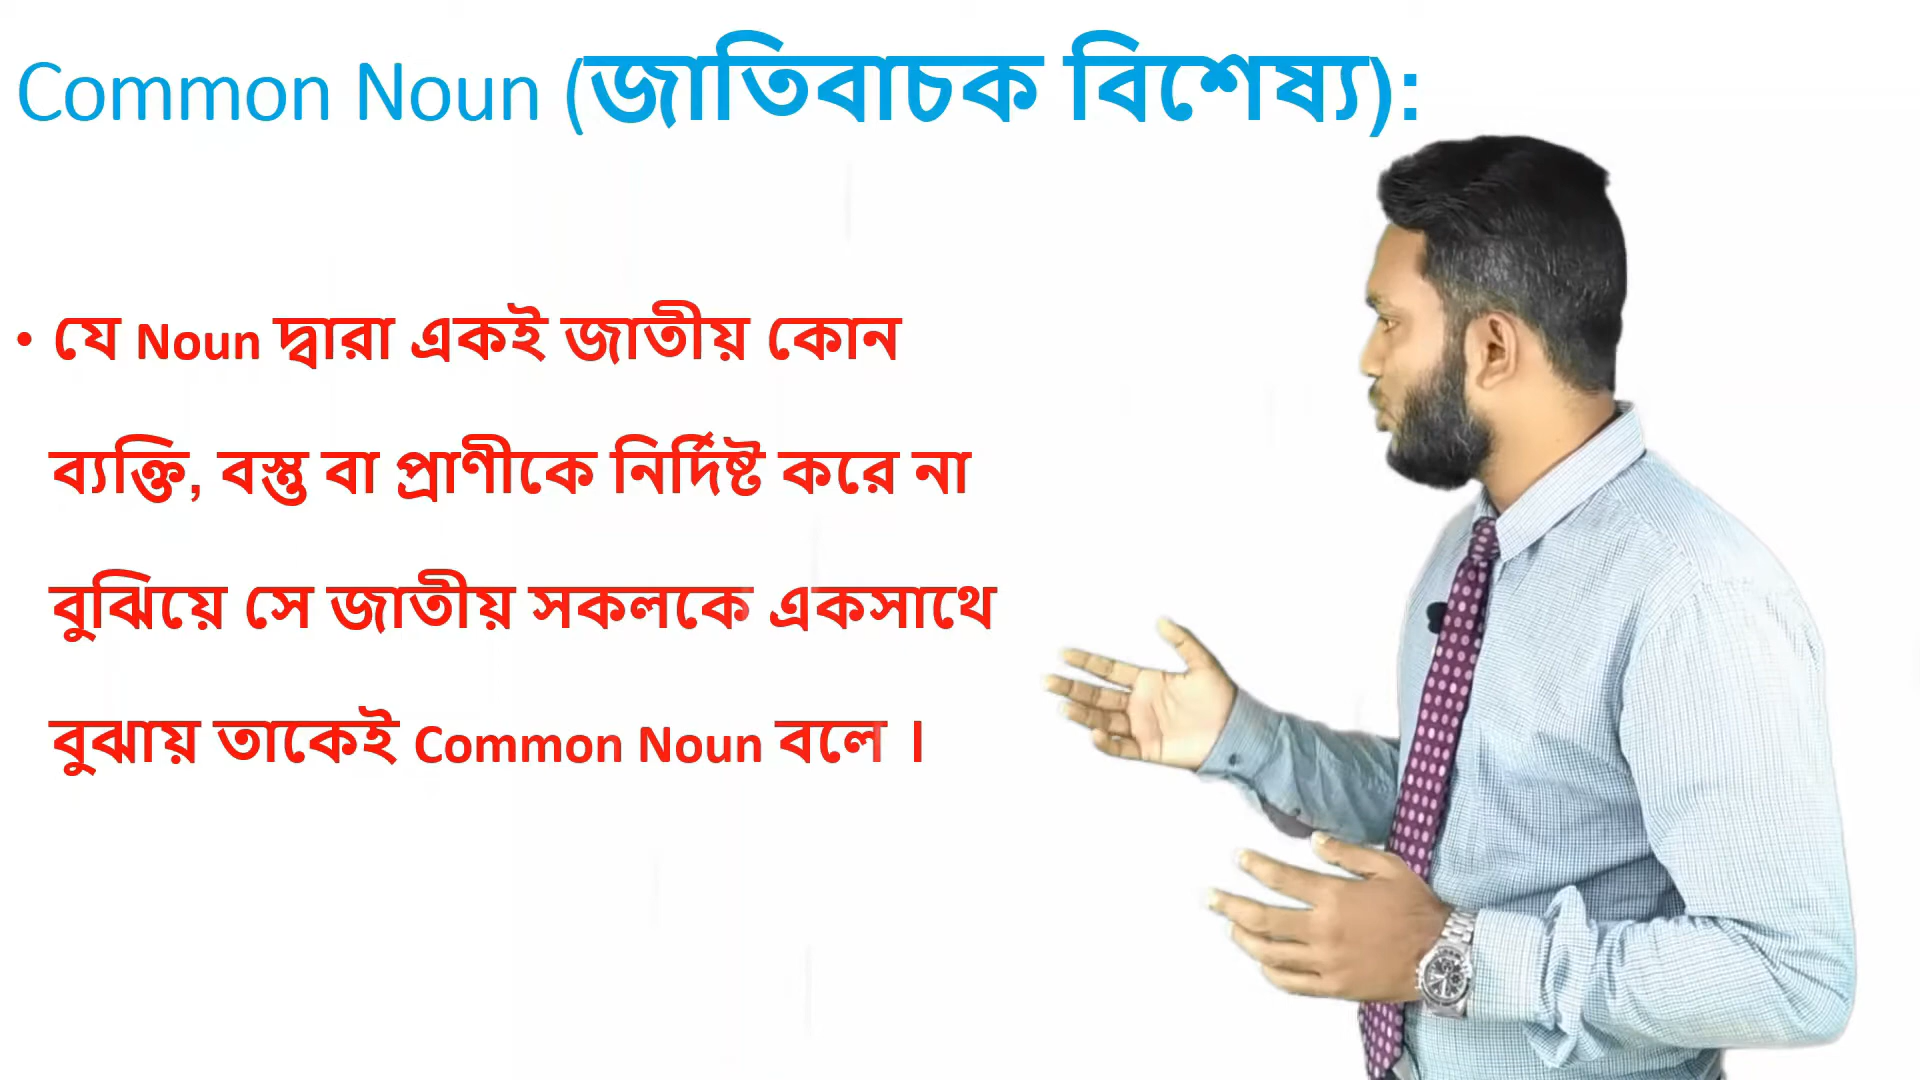 Common Noun (জাতিবাচক বিশেষ্য):
• যে Noun দ্বারা একই জাতীয় কোন
ব্যক্তি, বস্তু বা প্রাণীকে নির্দিষ্ট করে না
বুঝিয়ে সে জাতীয় সকলকে একসাথে
বুঝায় তাকেই Common Noun বলে ।